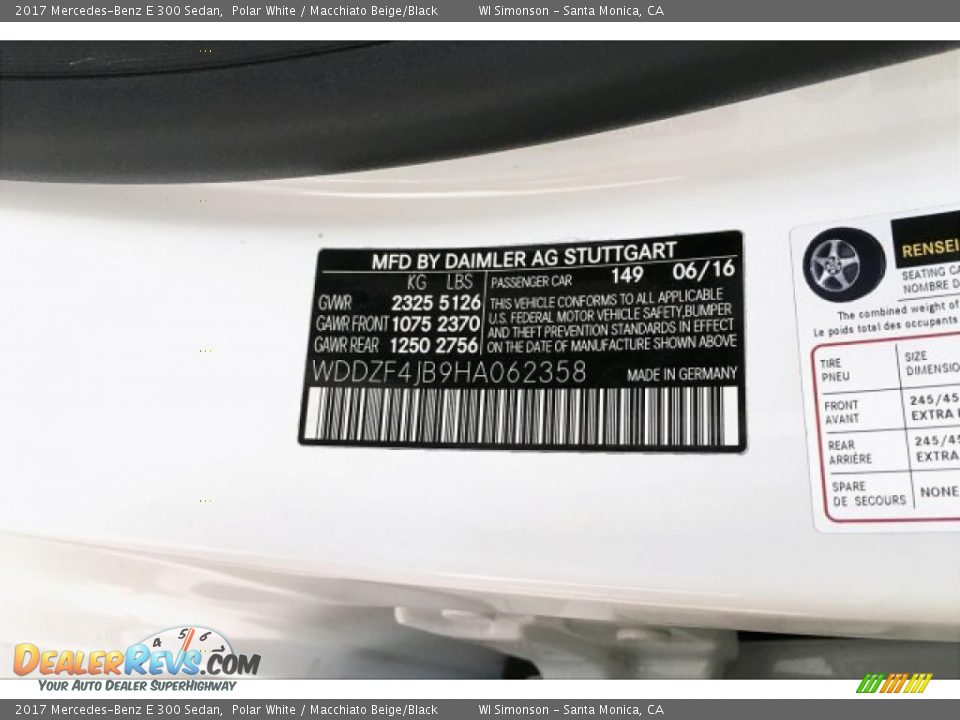 2017 Mercedes-Benz E 300 Sedan, Polar White / Macchiato Beige/Black WI Simonson - Santa Monica, CA
MFD BY DAIMLER AG STUTTGART
KG LBS
GVWR 2325 5126
GAWR FRONT 1075 2370
GAWR REAR 1250 2756
PASSENGER CAR 149 06/16
THIS VEHICLE CONFORMS TO ALL APPLICABLE
U.S. FEDERAL MOTOR VEHICLE SAFETY,BUMPER
AND THEFT PREVENTION STANDARDS IN EFFECT
ON THE DATE OF MANUFACTURE SHOWN ABOVE
WDDZF4JB9HA062358 MADE IN GERMANY
RENSEI
SEATING CA
NOMBRE D
The combined weight of
Le poids total des occupants
TIRE SIZE
PNEU DIMENSIO
FRONT 245/45
AVANT EXTRA
REAR 245/45
ARRIÈRE EXTRA
SPARE NONE
DE SECOURS
4 5 6
DEALERREVS.COM
YOUR AUTO DEALER SUPERHIGHWAY
2017 Mercedes-Benz E 300 Sedan, Polar White / Macchiato Beige/Black WI Simonson - Santa Monica, CA